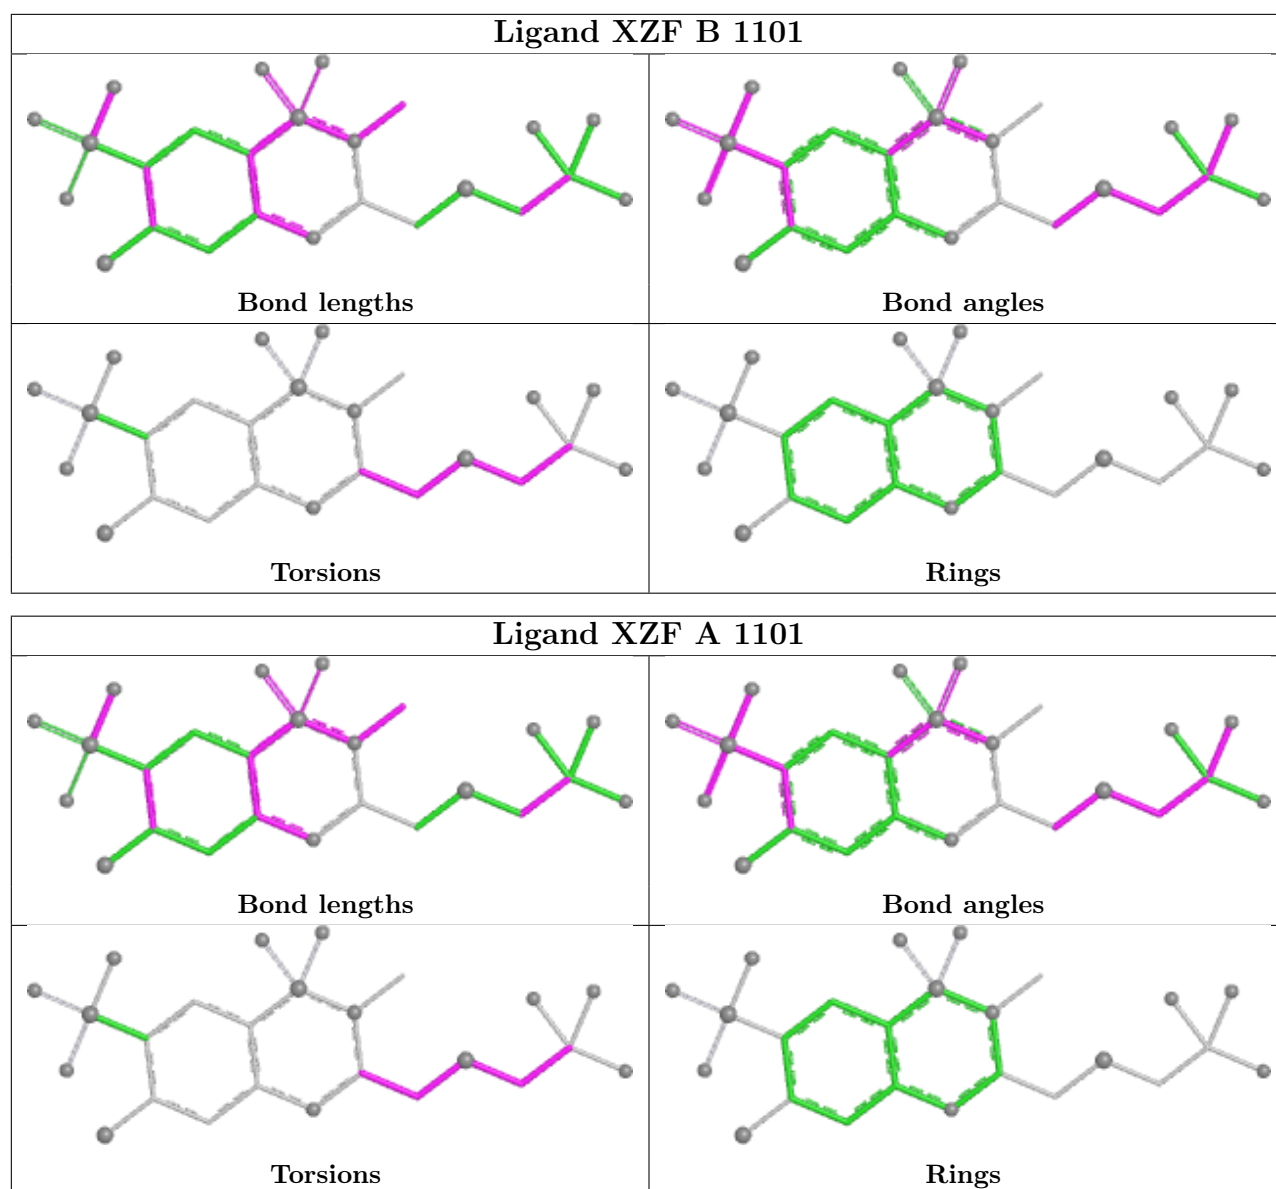 Ligand XZF B 1101
Bond lengths
Bond angles
Torsions
Rings
Ligand XZF A 1101
Bond lengths
Bond angles
Torsions
Rings